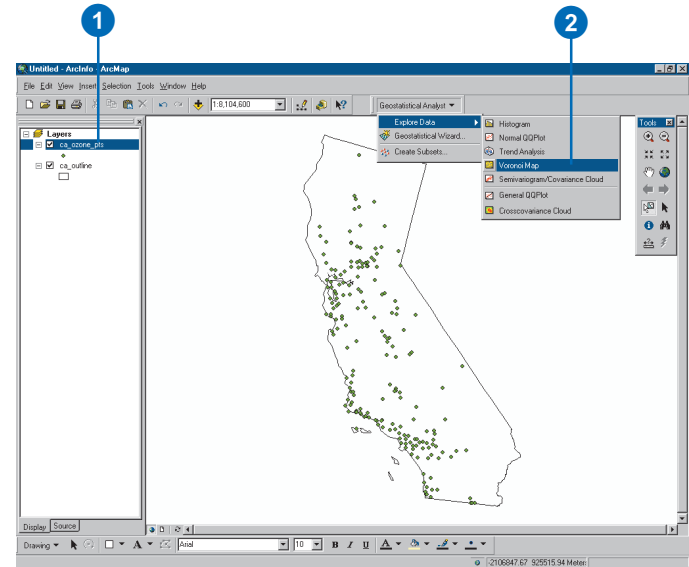 1
2
Untitled - ArcInfo - ArcMap
File Edit View Insert Selection Tools Window Help
1:8,104,600
Geostatistical Analyst
Explore Data
Geostatistical Wizard...
Create Subsets...
Histogram
Normal QQPlot
Trend Analysis
Voronoi Map
Semivariogram/Covariance Cloud
General QQPlot
Crosscovariance Cloud
Tools
Layers
ca_ozone_pts
ca_outline
Display Source
Drawing
A
Arial
10
B I U A
-2106847.67 925515.94 Meters